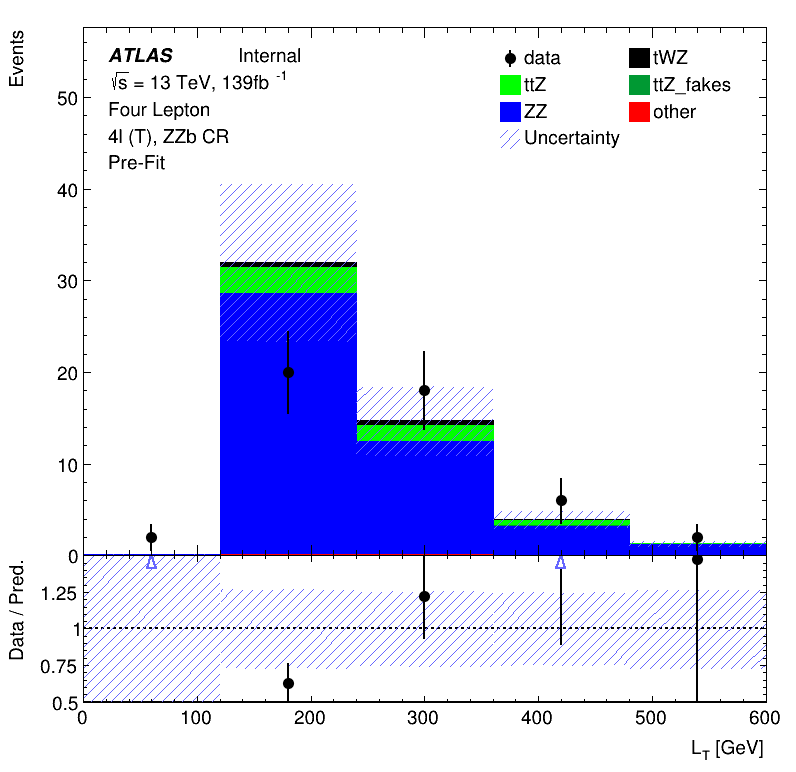 Events
ATLAS Internal
√s = 13 TeV, 139fb -1
Four Lepton
4l (T), ZZb CR
Pre-Fit
data
tWZ
ttZ
ttZ_fakes
ZZ
other
Uncertainty
50
40
30
20
10
0
Data / Pred.
1.25
1
0.75
0.5
0 100 200 300 400 500 600
L_T [GeV]